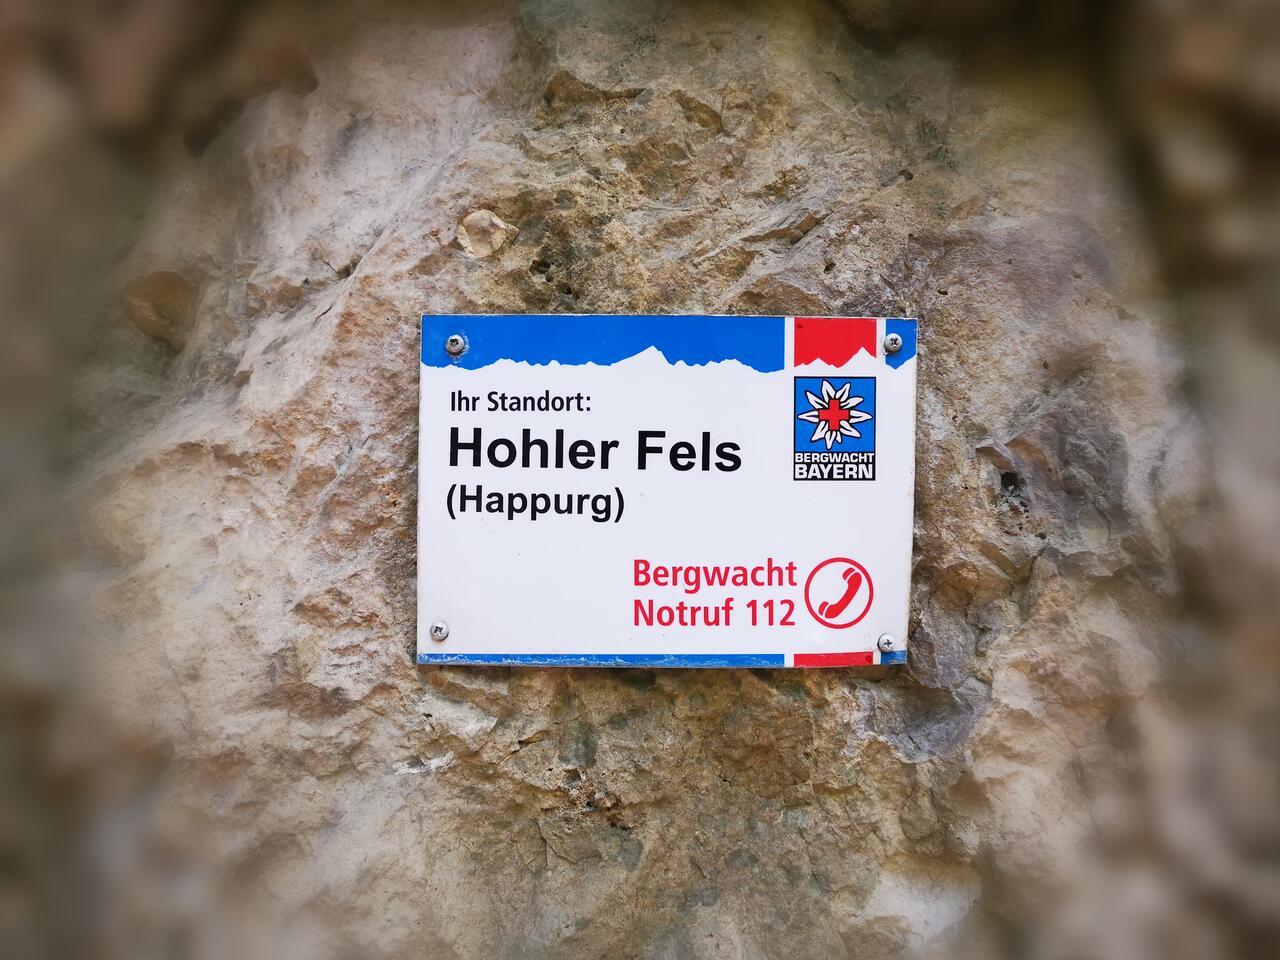 Ihr Standort:
Hohler Fels
(Happurg)
BERGWACHT
BAYERN
Bergwacht
Notruf 112